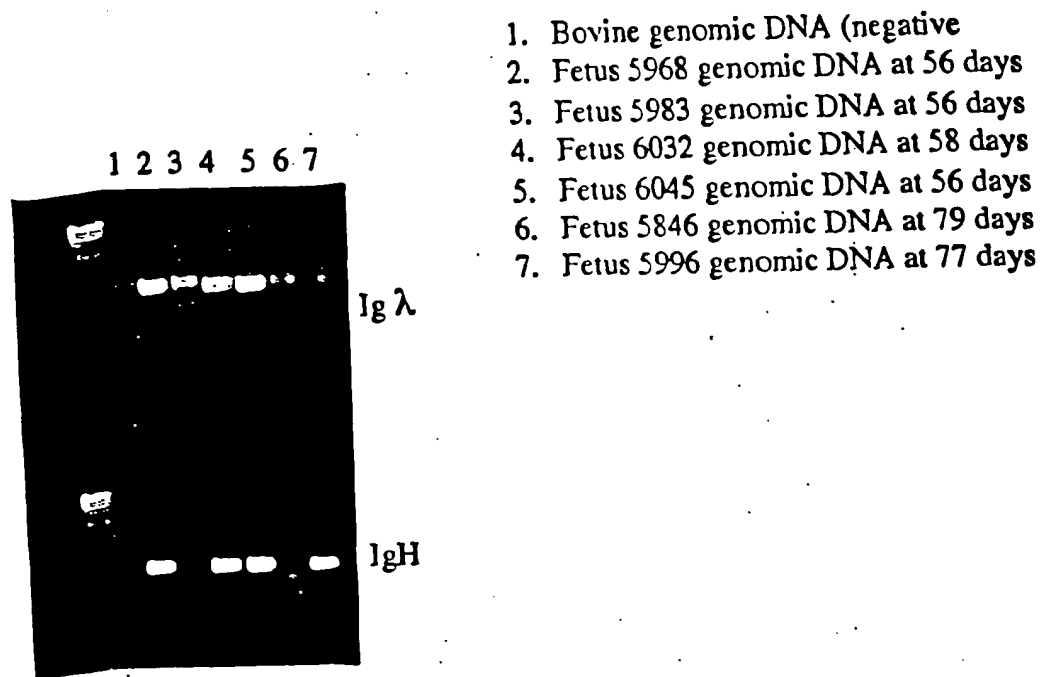 1. Bovine genomic DNA (negative
2. Fetus 5968 genomic DNA at 56 days
3. Fetus 5983 genomic DNA at 56 days
4. Fetus 6032 genomic DNA at 58 days
5. Fetus 6045 genomic DNA at 56 days
6. Fetus 5846 genomic DNA at 79 days
7. Fetus 5996 genomic DNA at 77 days
1 2 3 4 5 6 7
Ig λ
IgH